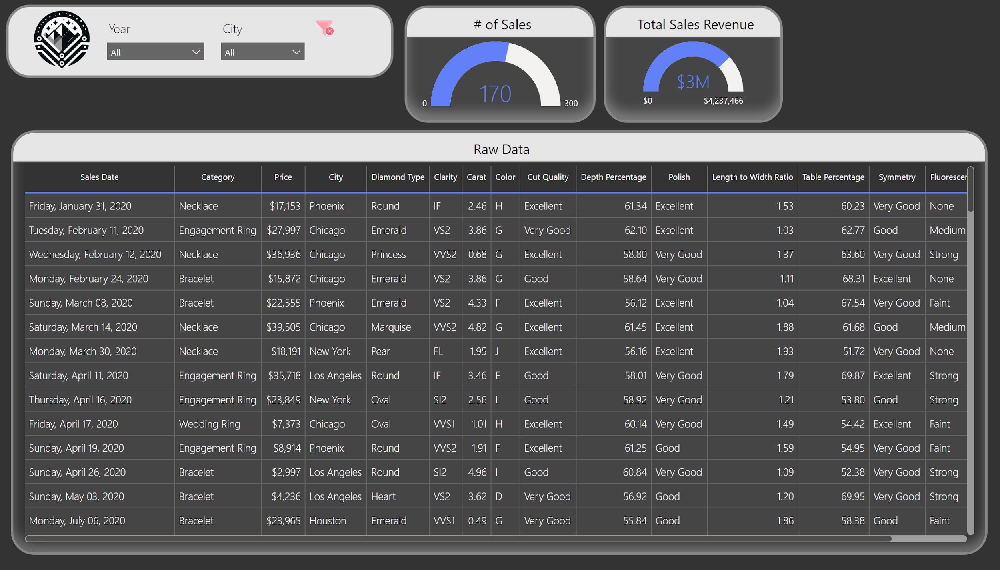 Year
City
All
All
# of Sales
170
0
300
Total Sales Revenue
$3M
$0
$4,237,466
Raw Data
Sales Date Category Price City Diamond Type Clarity Carat Color Cut Quality Depth Percentage Polish Length to Width Ratio Table Percentage Symmetry Fluorescen
Friday, January 31, 2020 Necklace $17,153 Phoenix Round IF 2.46 H Excellent 61.34 Excellent 1.53 60.23 Very Good None
Tuesday, February 11, 2020 Engagement Ring $27,997 Chicago Emerald VS2 3.86 G Very Good 62.10 Excellent 1.03 62.77 Good Medium
Wednesday, February 12, 2020 Necklace $36,936 Chicago Princess VVS2 0.68 G Excellent 58.80 Very Good 1.37 63.60 Very Good Strong
Monday, February 24, 2020 Bracelet $15,872 Chicago Emerald VS2 3.86 G Good 58.64 Very Good 1.11 68.31 Excellent None
Sunday, March 08, 2020 Bracelet $22,555 Phoenix Emerald VS2 4.33 F Excellent 56.12 Excellent 1.04 67.54 Very Good Faint
Saturday, March 14, 2020 Necklace $39,505 Chicago Marquise VVS2 4.82 G Excellent 61.45 Excellent 1.88 61.68 Good Medium
Monday, March 30, 2020 Necklace $18,191 New York Pear FL 1.95 J Excellent 56.16 Excellent 1.93 51.72 Very Good None
Saturday, April 11, 2020 Engagement Ring $35,718 Los Angeles Round IF 3.46 E Good 58.01 Very Good 1.79 69.87 Excellent Strong
Thursday, April 16, 2020 Engagement Ring $23,849 New York Oval SI2 2.56 I Good 58.92 Very Good 1.21 53.80 Good Strong
Friday, April 17, 2020 Wedding Ring $7,373 Chicago Oval VVS1 1.01 H Excellent 60.14 Very Good 1.49 54.42 Excellent Faint
Sunday, April 19, 2020 Engagement Ring $8,914 Phoenix Round VVS2 1.91 F Excellent 61.25 Good 1.59 54.95 Very Good Faint
Sunday, April 26, 2020 Bracelet $2,997 Los Angeles Round SI2 4.96 I Good 60.84 Very Good 1.09 52.38 Very Good Strong
Sunday, May 03, 2020 Bracelet $4,236 Los Angeles Heart VS2 3.62 D Very Good 56.92 Good 1.20 69.95 Very Good Strong
Monday, July 06, 2020 Bracelet $23,965 Houston Emerald VVS1 0.49 G Very Good 55.84 Good 1.86 58.38 Good Faint